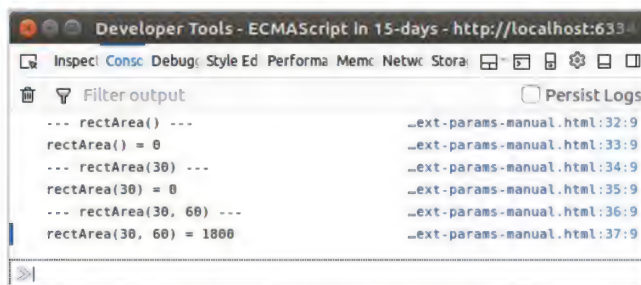 Developer Tools - ECMAScript in 15-days - http://localhost:6334
Inspect Consc Debug Style Ed Performa Memc Netwc Stora
Filter output Persist Logs
--- rectArea() --- …ext-params-manual.html:32:9
rectArea() = 0 …ext-params-manual.html:33:9
--- rectArea(30) --- …ext-params-manual.html:34:9
rectArea(30) = 0 …ext-params-manual.html:35:9
--- rectArea(30, 60) --- …ext-params-manual.html:36:9
rectArea(30, 60) = 1800 …ext-params-manual.html:37:9